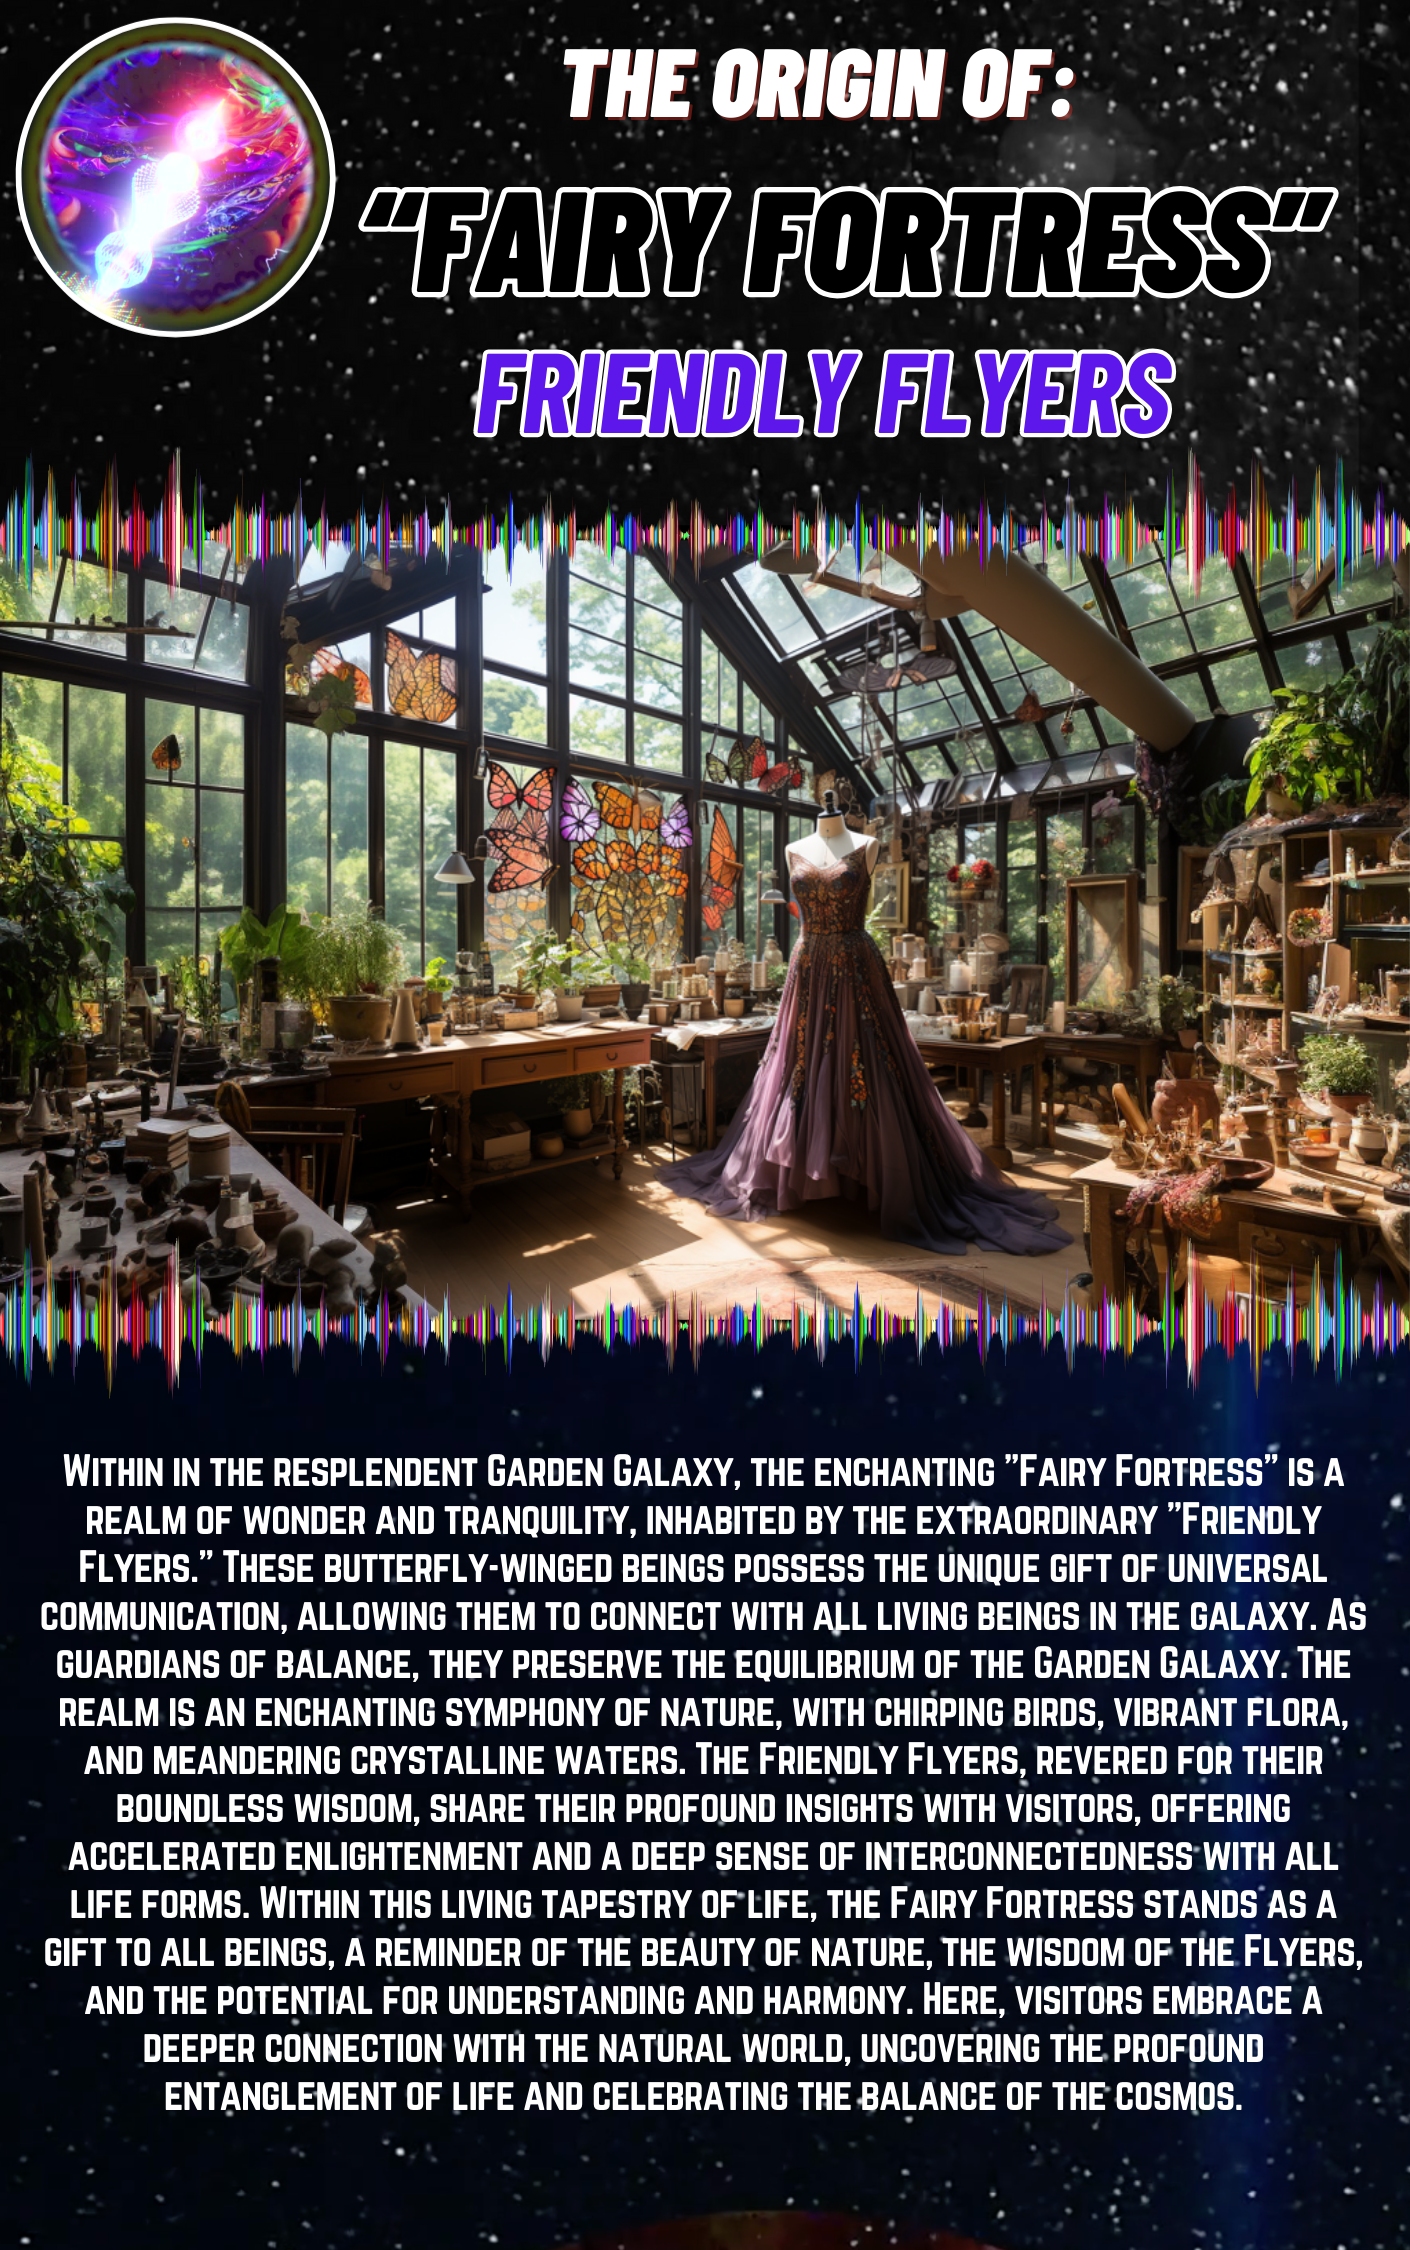 THE ORIGIN OF:
"FAIRY FORTRESS"
FRIENDLY FLYERS
Within in the resplendent Garden Galaxy, the enchanting "Fairy Fortress" is a
realm of wonder and tranquility, inhabited by the extraordinary "Friendly
Flyers." These butterfly-winged beings possess the unique gift of universal
communication, allowing them to connect with all living beings in the galaxy. As
guardians of balance, they preserve the equilibrium of the Garden Galaxy. The
realm is an enchanting symphony of nature, with chirping birds, vibrant flora,
and meandering crystalline waters. The Friendly Flyers, revered for their
boundless wisdom, share their profound insights with visitors, offering
accelerated enlightenment and a deep sense of interconnectedness with all
life forms. Within this living tapestry of life, the Fairy Fortress stands as a
gift to all beings, a reminder of the beauty of nature, the wisdom of the Flyers,
and the potential for understanding and harmony. Here, visitors embrace a
deeper connection with the natural world, uncovering the profound
entanglement of life and celebrating the balance of the cosmos.